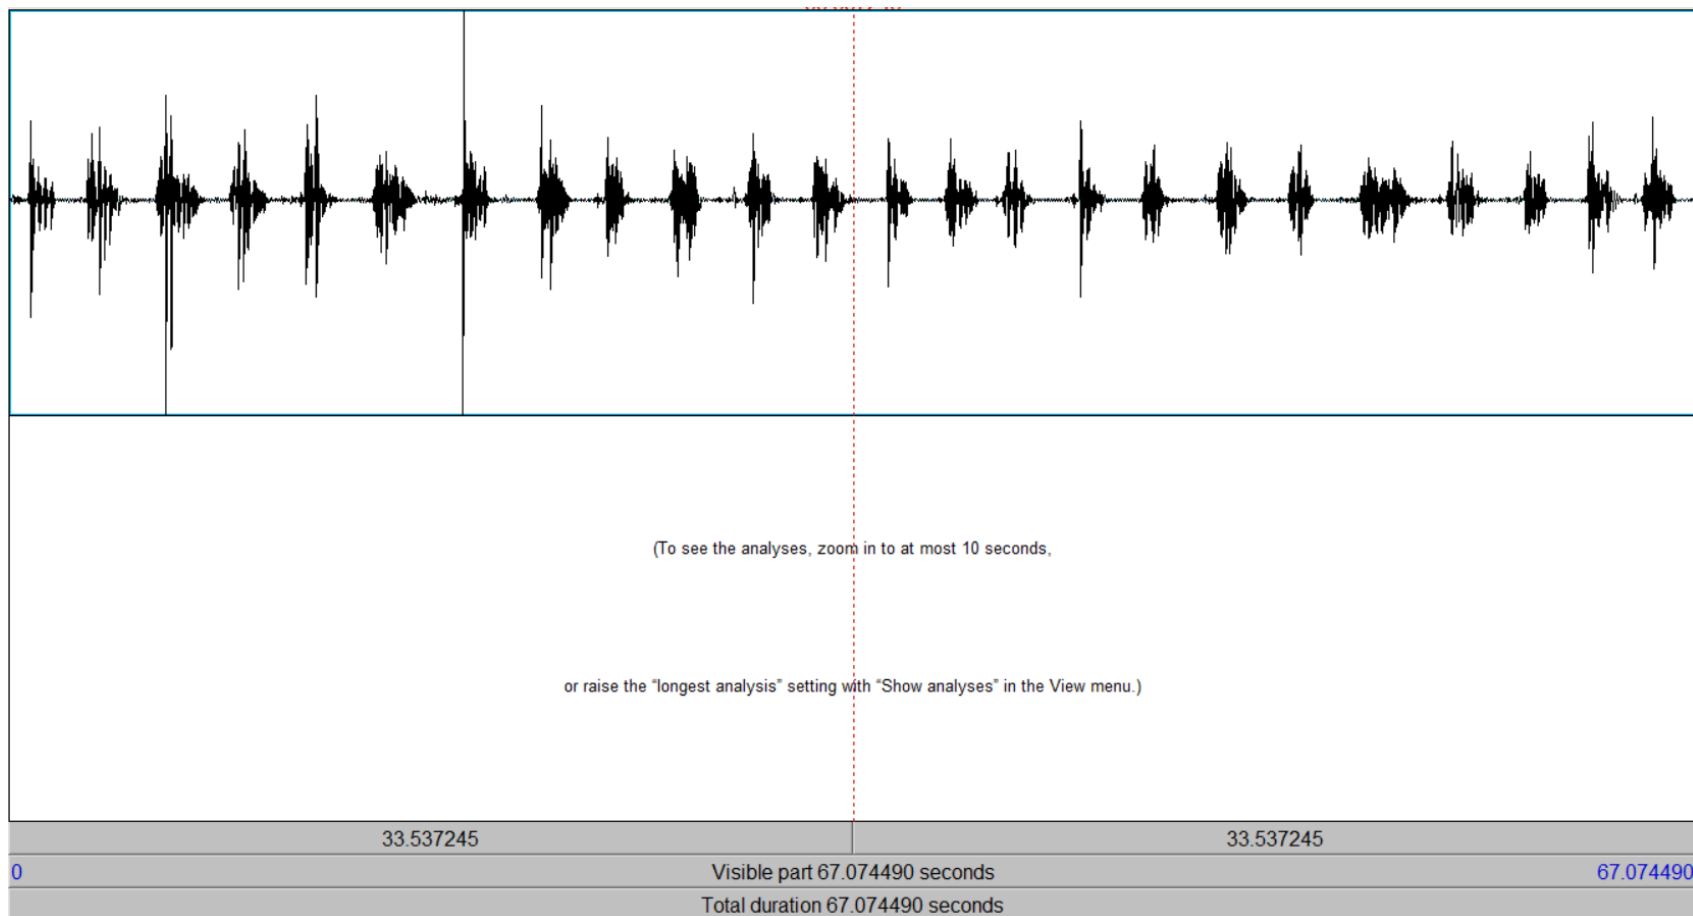 (To see the analyses, zoom in to at most 10 seconds,
or raise the “longest analysis” setting with “Show analyses” in the View menu.)
33.537245 33.537245
0 Visible part 67.074490 seconds 67.074490
Total duration 67.074490 seconds